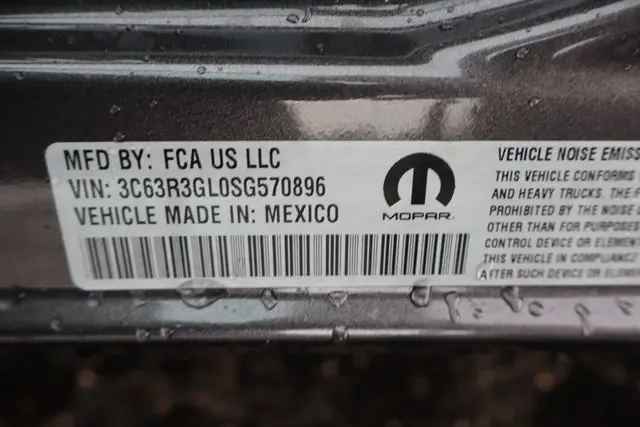 MFD BY: FCA US LLC
VIN: 3C63R3GL0SG570896
VEHICLE MADE IN: MEXICO
MOPAR
VEHICLE NOISE EMISS
THIS VEHICLE CONFORMS
AND HEAVY TRUCKS. THE F
PROHIBITED BY THE NOISE
OTHER THAN FOR PURPOSES
CONTROL DEVICE OR ELEMEN
THIS VEHICLE IN COMPLIANCE
AFTER SUCH DEVICE OR ELEME